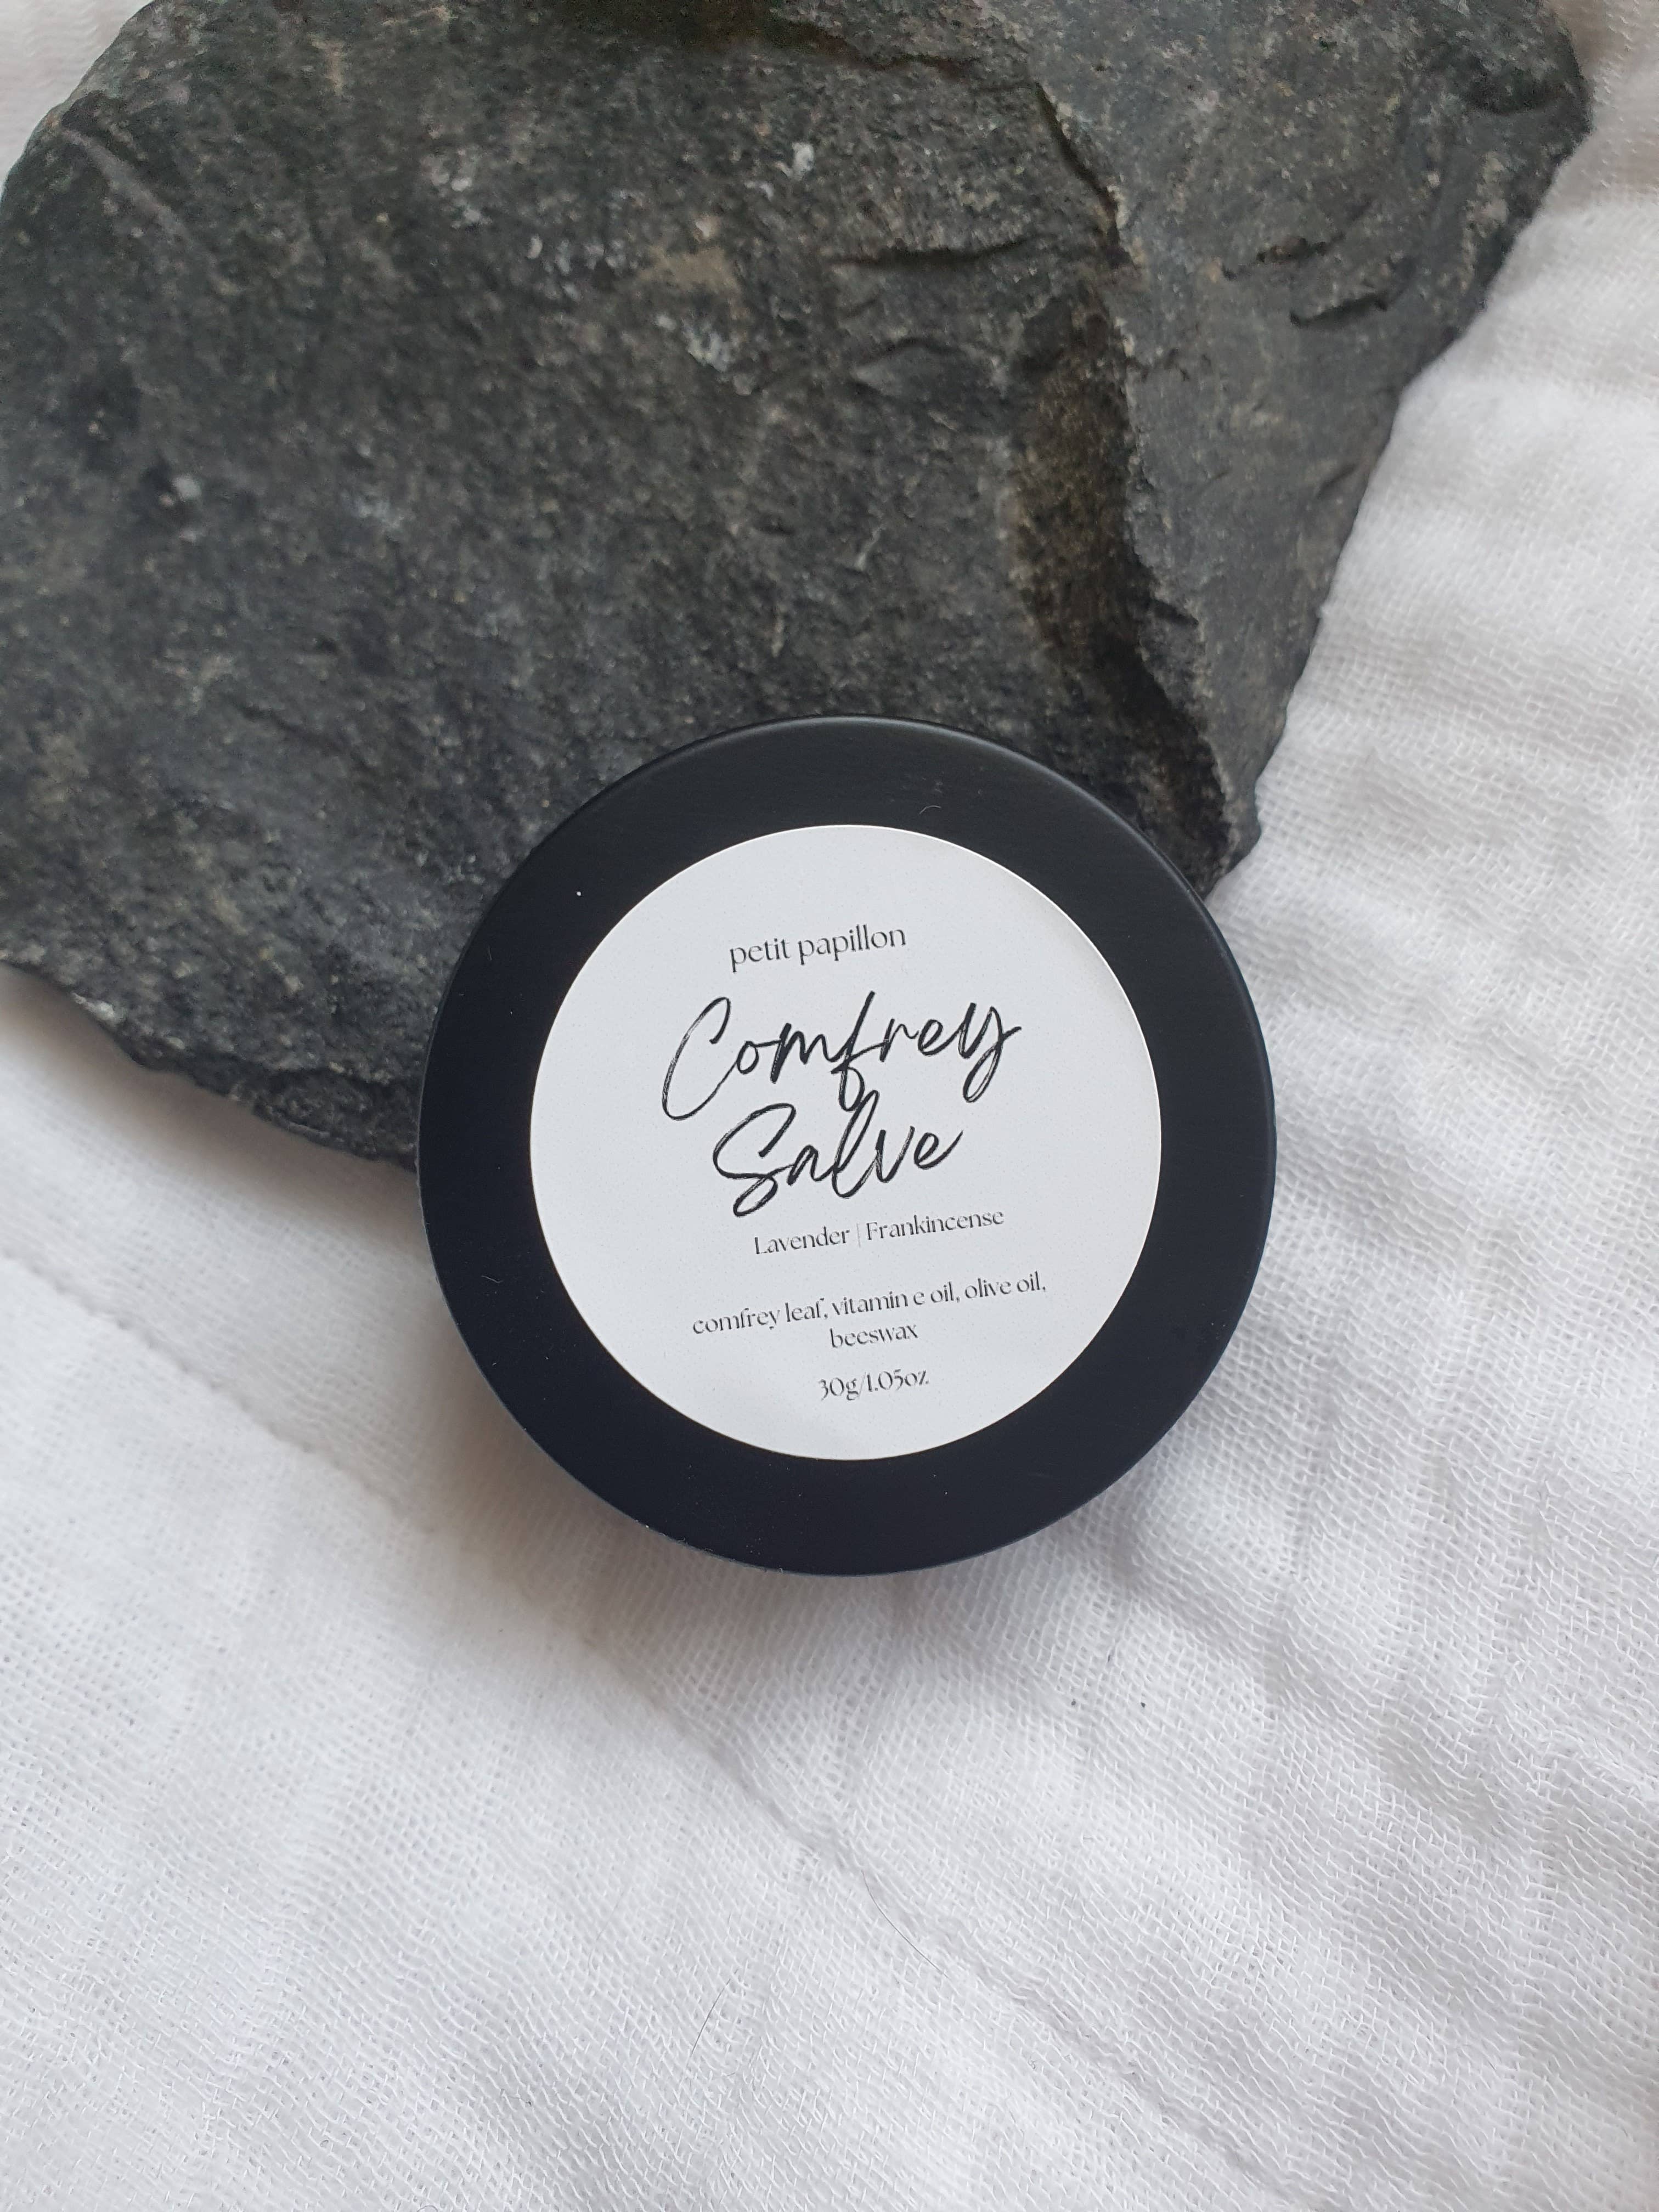 petit papillon
Comfrey
Salve
Lavender | Frankincense
comfrey leaf, vitamin e oil, olive oil,
beeswax
30g/1.05oz